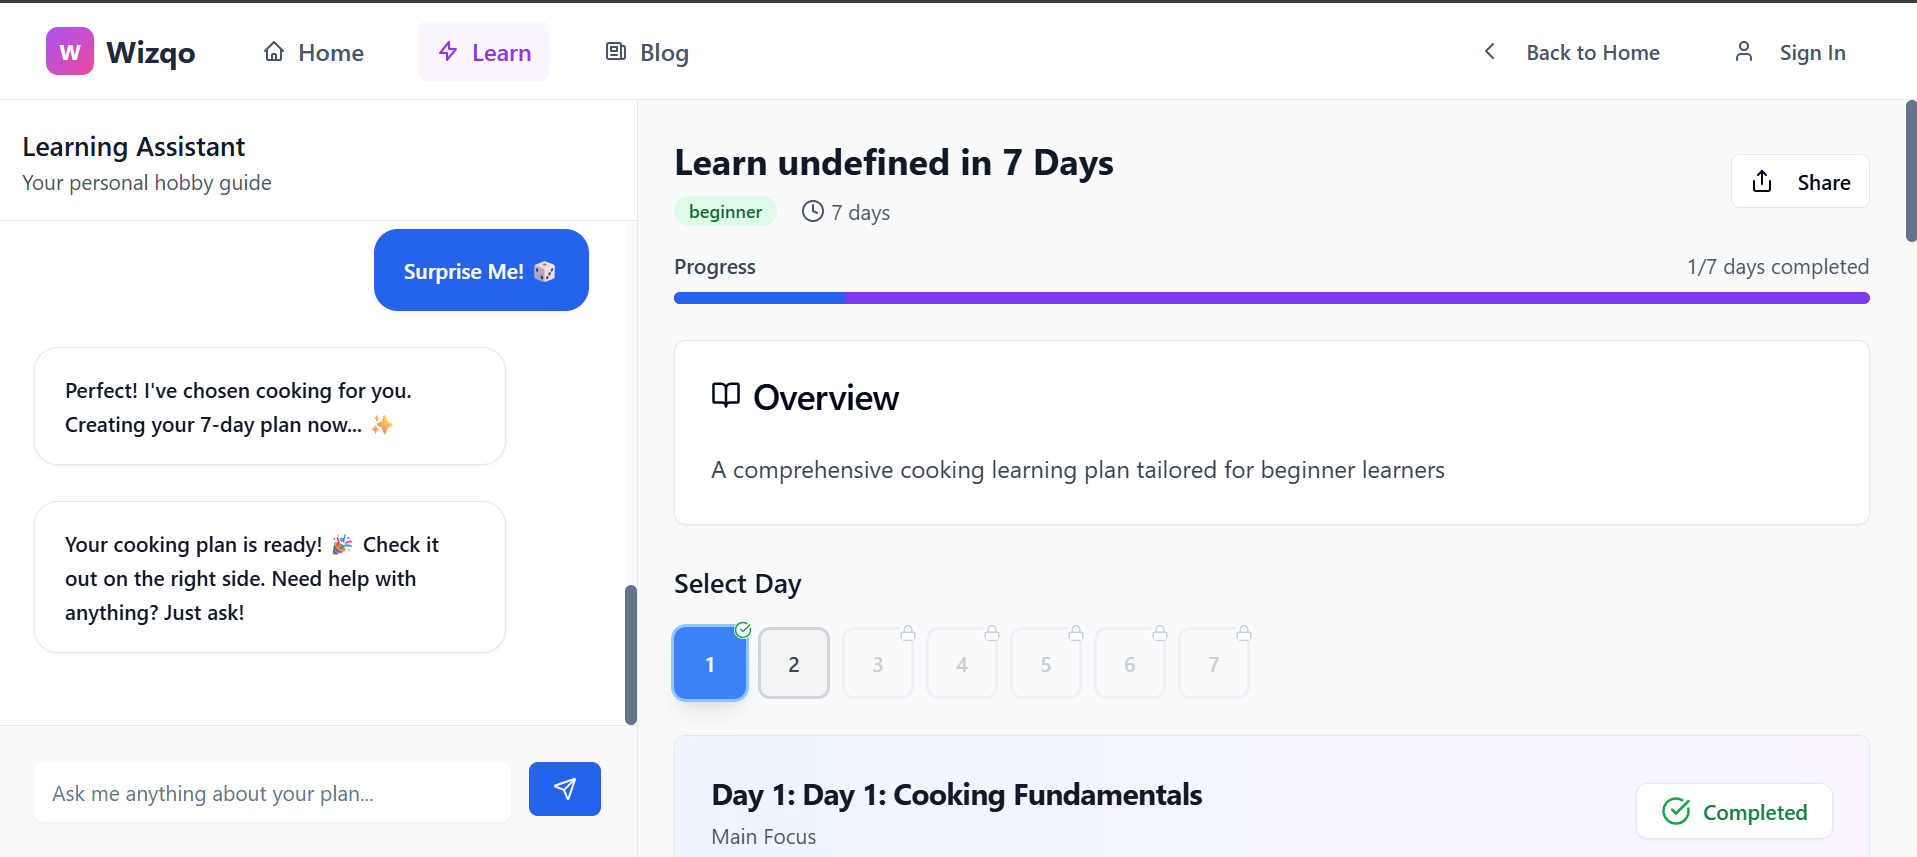 W Wizqo Home Learn Blog Back to Home Sign In
Learning Assistant
Your personal hobby guide
Surprise Me! 🎲
Perfect! I've chosen cooking for you.
Creating your 7-day plan now... ✨
Your cooking plan is ready! 🎉 Check it
out on the right side. Need help with
anything? Just ask!
Ask me anything about your plan...
Learn undefined in 7 Days
Share
beginner 7 days
Progress 1/7 days completed
Overview
A comprehensive cooking learning plan tailored for beginner learners
Select Day
1 2 3 4 5 6 7
Day 1: Day 1: Cooking Fundamentals
Main Focus
Completed